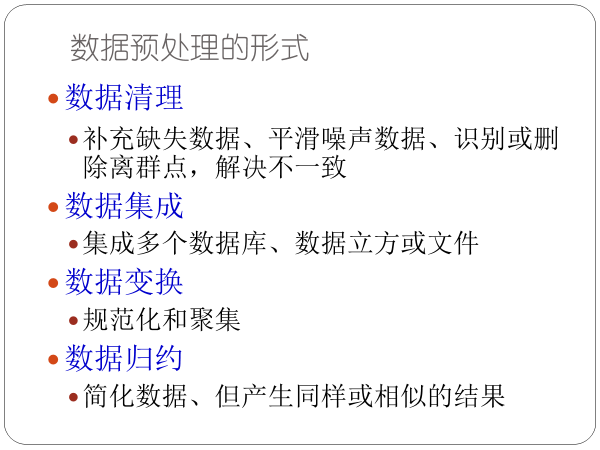 数据预处理的形式
数据清理
补充缺失数据、平滑噪声数据、识别或删
除离群点，解决不一致
数据集成
集成多个数据库、数据立方或文件
数据变换
规范化和聚集
数据归约
简化数据、但产生同样或相似的结果